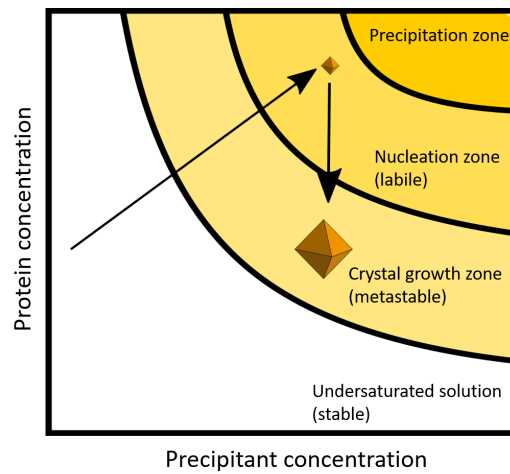 Precipitation zone
Nucleation zone
(labile)
Crystal growth zone
(metastable)
Undersaturated solution
(stable)
Protein concentration
Precipitant concentration